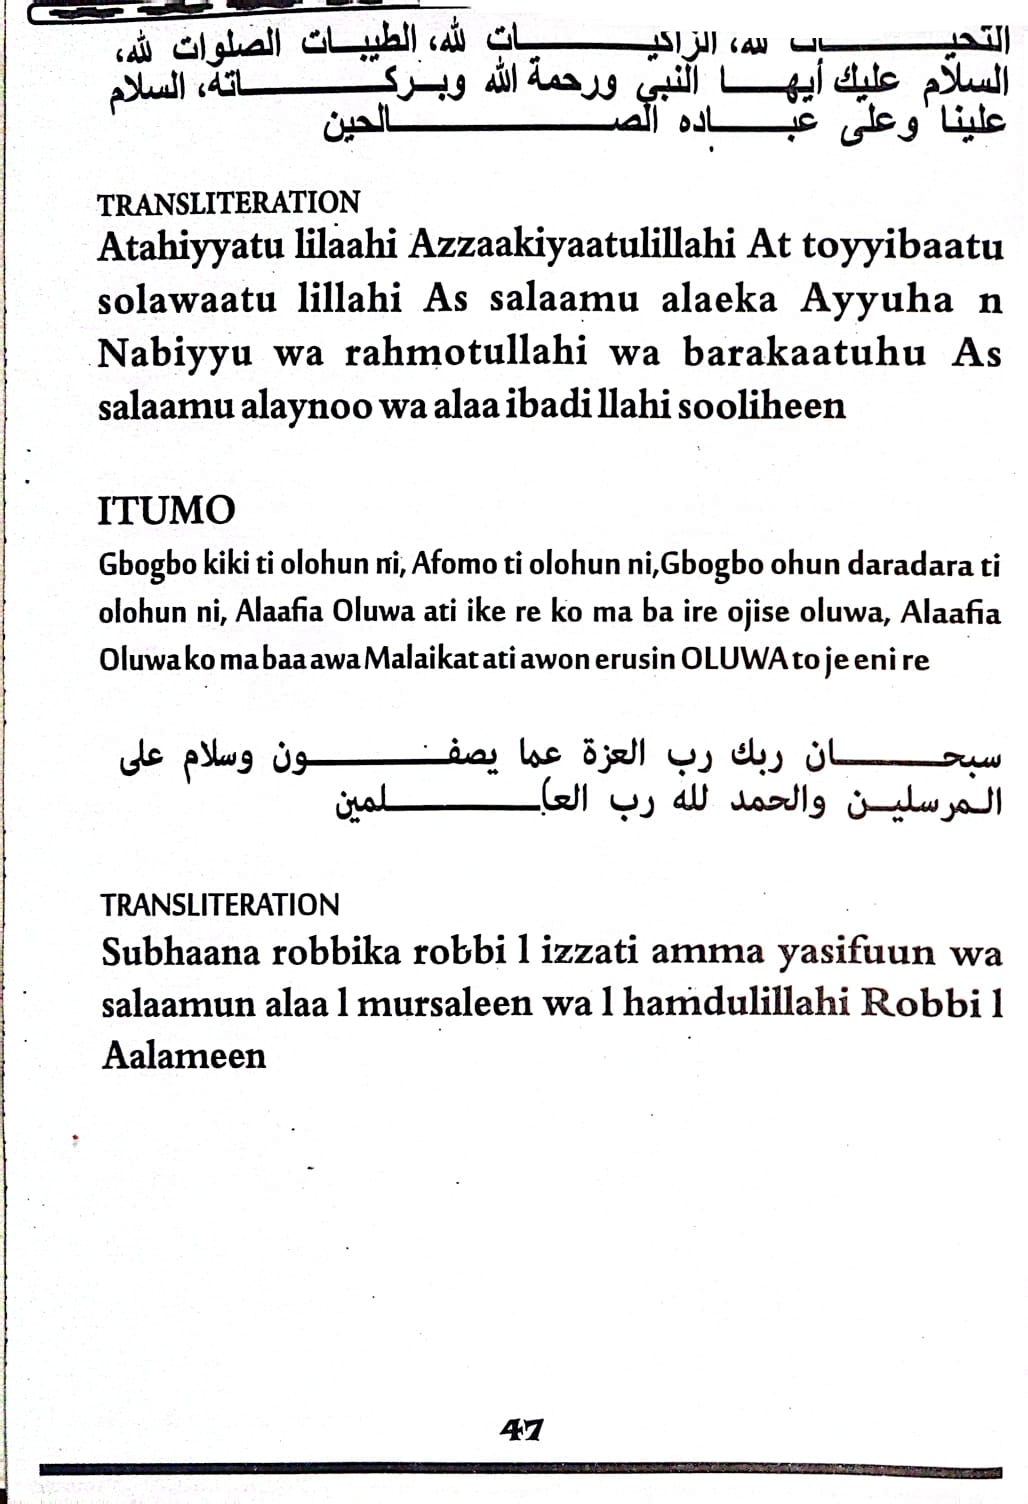 التحيات لله، الزاكيات لله، الطيبات الصلوات لله،
السلام عليك أيها النبي ورحمة الله وبركاته، السلام
علينا وعلى عباده الصالحين
TRANSLITERATION
Atahiyyatu lilaahi Azzaakiyaatulillahi At toyyibaatu
solawaatu lillahi As salaamu alaeka Ayyuha n
Nabiyyu wa rahmotullahi wa barakaatuhu As
salaamu alaynoo wa alaa ibadi llahi sooliheen
ITUMO
Gbogbo kiki ti olohun ni, Afomo ti olohun ni,Gbogbo ohun daradara ti
olohun ni, Alaafia Oluwa ati ike re ko ma ba ire ojise oluwa, Alaafia
Oluwa ko ma baa awa Malaikat ati awon erusin OLUWA to je eni re
سبحان ربك رب العزة عما يصفون وسلام على
المرسلين والحمد لله رب العالمين
TRANSLITERATION
Subhaana robbika robbi l izzati amma yasifuun wa
salaamun alaa l mursaleen wa l hamdulillahi Robbi l
Aalameen
47